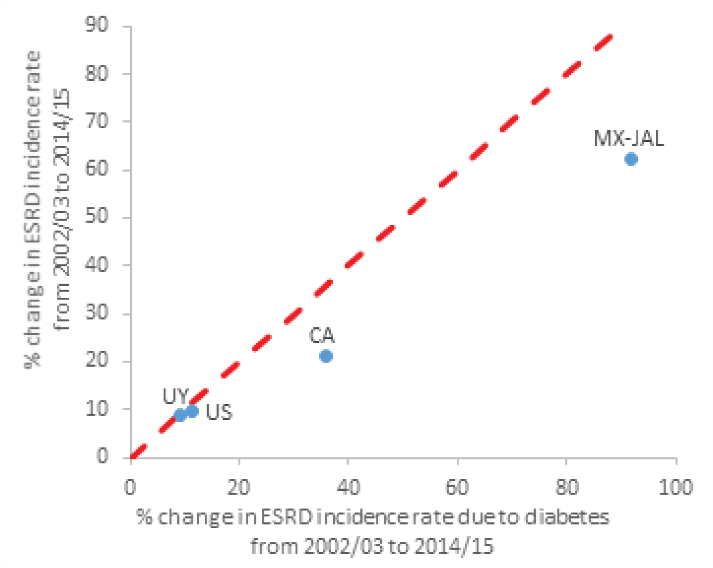 90
80
70
60
50
40
30
20
10
0
% change in ESRD incidence rate
from 2002/03 to 2014/15
MX-JAL
CA
UY
US
0 20 40 60 80 100
% change in ESRD incidence rate due to diabetes
from 2002/03 to 2014/15